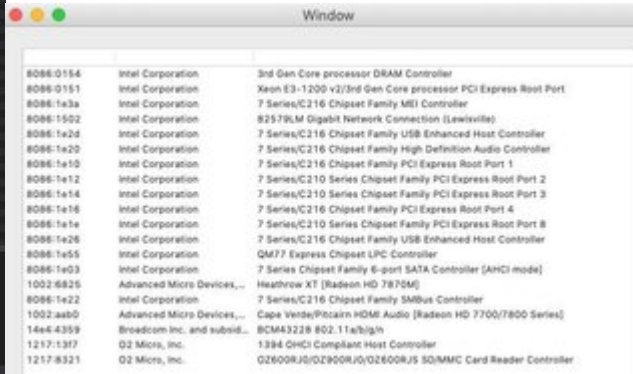 Window
8086:0154 Intel Corporation 3rd Gen Core processor DRAM Controller
8086:0151 Intel Corporation Xeon E3-1200 v2/3rd Gen Core processor PCI Express Root Port
8086:1e3a Intel Corporation 7 Series/C216 Chipset Family MEI Controller
8086:1502 Intel Corporation 82579LM Gigabit Network Connection (Lewisville)
8086:1e2d Intel Corporation 7 Series/C216 Chipset Family USB Enhanced Host Controller
8086:1e20 Intel Corporation 7 Series/C216 Chipset Family High Definition Audio Controller
8086:1e10 Intel Corporation 7 Series/C216 Chipset Family PCI Express Root Port 1
8086:1e12 Intel Corporation 7 Series/C210 Series Chipset Family PCI Express Root Port 2
8086:1e14 Intel Corporation 7 Series/C210 Series Chipset Family PCI Express Root Port 3
8086:1e16 Intel Corporation 7 Series/C216 Chipset Family PCI Express Root Port 4
8086:1e1e Intel Corporation 7 Series/C210 Series Chipset Family PCI Express Root Port 8
8086:1e26 Intel Corporation 7 Series/C216 Chipset Family USB Enhanced Host Controller
8086:1e55 Intel Corporation QM77 Express Chipset LPC Controller
8086:1e03 Intel Corporation 7 Series Chipset Family 6-port SATA Controller [AHCI mode]
1002:6825 Advanced Micro Devices,... Heathrow XT [Radeon HD 7870M]
8086:1e22 Intel Corporation 7 Series/C216 Chipset Family SMBus Controller
1002:aab0 Advanced Micro Devices,... Cape Verde/Pitcairn HDMI Audio [Radeon HD 7700/7800 Series]
14e4:4359 Broadcom Inc. and subsid... BCM43228 802.11a/b/g/n
1217:13f7 O2 Micro, Inc. 1394 OHCI Compliant Host Controller
1217:8321 O2 Micro, Inc. OZ600RJ0/OZ900RJ0/OZ600RJS SD/MMC Card Reader Controller